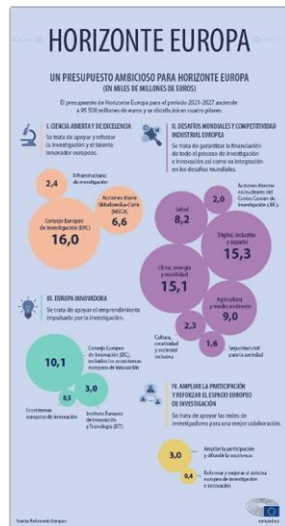 HORIZONTE EUROPA
UN PRESUPUESTO AMBICIOSO PARA HORIZONTE EUROPA
(EN MILES DE MILLONES DE EUROS)
El presupuesto de Horizonte Europa para el periodo 2021-2027 asciende
a 95 500 millones de euros y se distribuirá en cuatro pilares.
I. CIENCIA ABIERTA Y DE EXCELENCIA
Se trata de apoyar y reforzar
la investigación y el talento
innovador europeos.
2,4
Infraestructuras
de investigación
Acciones Marie
Skłodowska-Curie
(MSCA)
6,6
Consejo Europeo
de Investigación (ERC)
16,0
II. DESAFÍOS MUNDIALES Y COMPETITIVIDAD
INDUSTRIAL EUROPEA
Se trata de garantizar la financiación
de todo el proceso de investigación
e innovación así como su integración
en los desafíos mundiales.
Salud
8,2
2,0
Acciones directas
no nucleares del
Centro Común de
Investigación (JRC)
Digital, industria
y espacio
15,3
Clima, energía
y movilidad
15,1
Agricultura
y medio ambiente
9,0
2,3
Cultura,
creatividad
y sociedad
inclusiva
1,6
Seguridad civil
para la sociedad
III. EUROPA INNOVADORA
Se trata de apoyar el emprendimiento
impulsado por la investigación.
10,1
Consejo Europeo
de Innovación (EIC),
incluidos los ecosistemas
europeos de innovación
0,5
Ecosistemas
europeos de innovación
3,0
Instituto Europeo
de Innovación
y Tecnología (EIT)
IV. AMPLIAR LA PARTICIPACIÓN
Y REFORZAR EL ESPACIO EUROPEO
DE INVESTIGACIÓN
Se trata de apoyar las redes de
investigadores para una mejor colaboración.
3,0
Ampliar la participación
y difundir la excelencia
0,4
Reformar y mejorar el sistema
europeo de investigación
e innovación
Fuente: Parlamento Europeo
europarl.eu